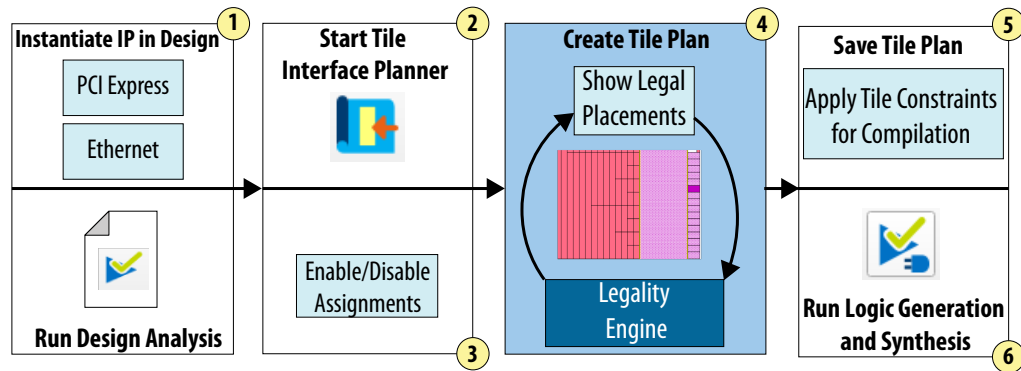 1
Instantiate IP in Design
PCI Express
Ethernet
Run Design Analysis
2
Start Tile
Interface Planner
Enable/Disable
Assignments
3
4
Create Tile Plan
Show Legal
Placements
Legality
Engine
5
Save Tile Plan
Apply Tile Constraints
for Compilation
Run Logic Generation
and Synthesis
6